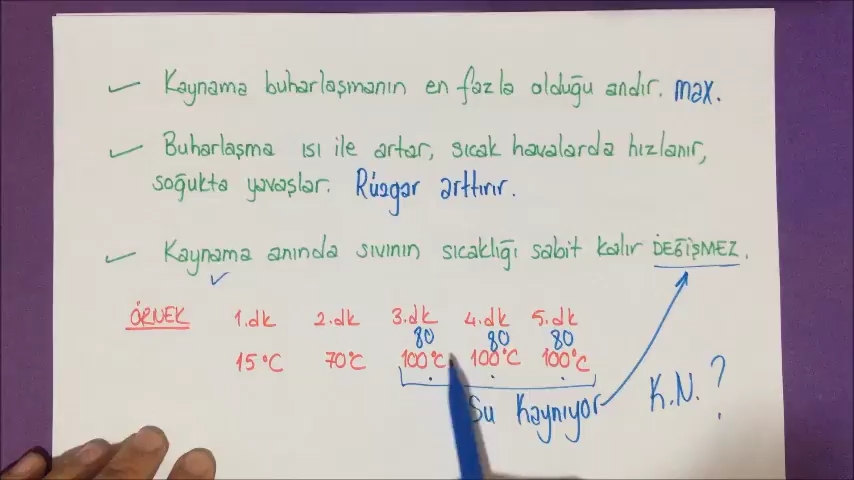 Kaynama buharlaşmanın en fazla olduğu andır. max.
Buharlaşma ısı ile artar, sıcak havalarda hızlanır,
soğukta yavaşlar. Rüzgar arttırır.
Kaynama anında sıvının sıcaklığı sabit kalır DEĞİŞMEZ.
ÖRNEK 1.dk 2.dk 3.dk 4.dk 5.dk
80 80 80
15°C 70°C 100°C 100°C 100°C
Su Kaynıyor K.N. ?